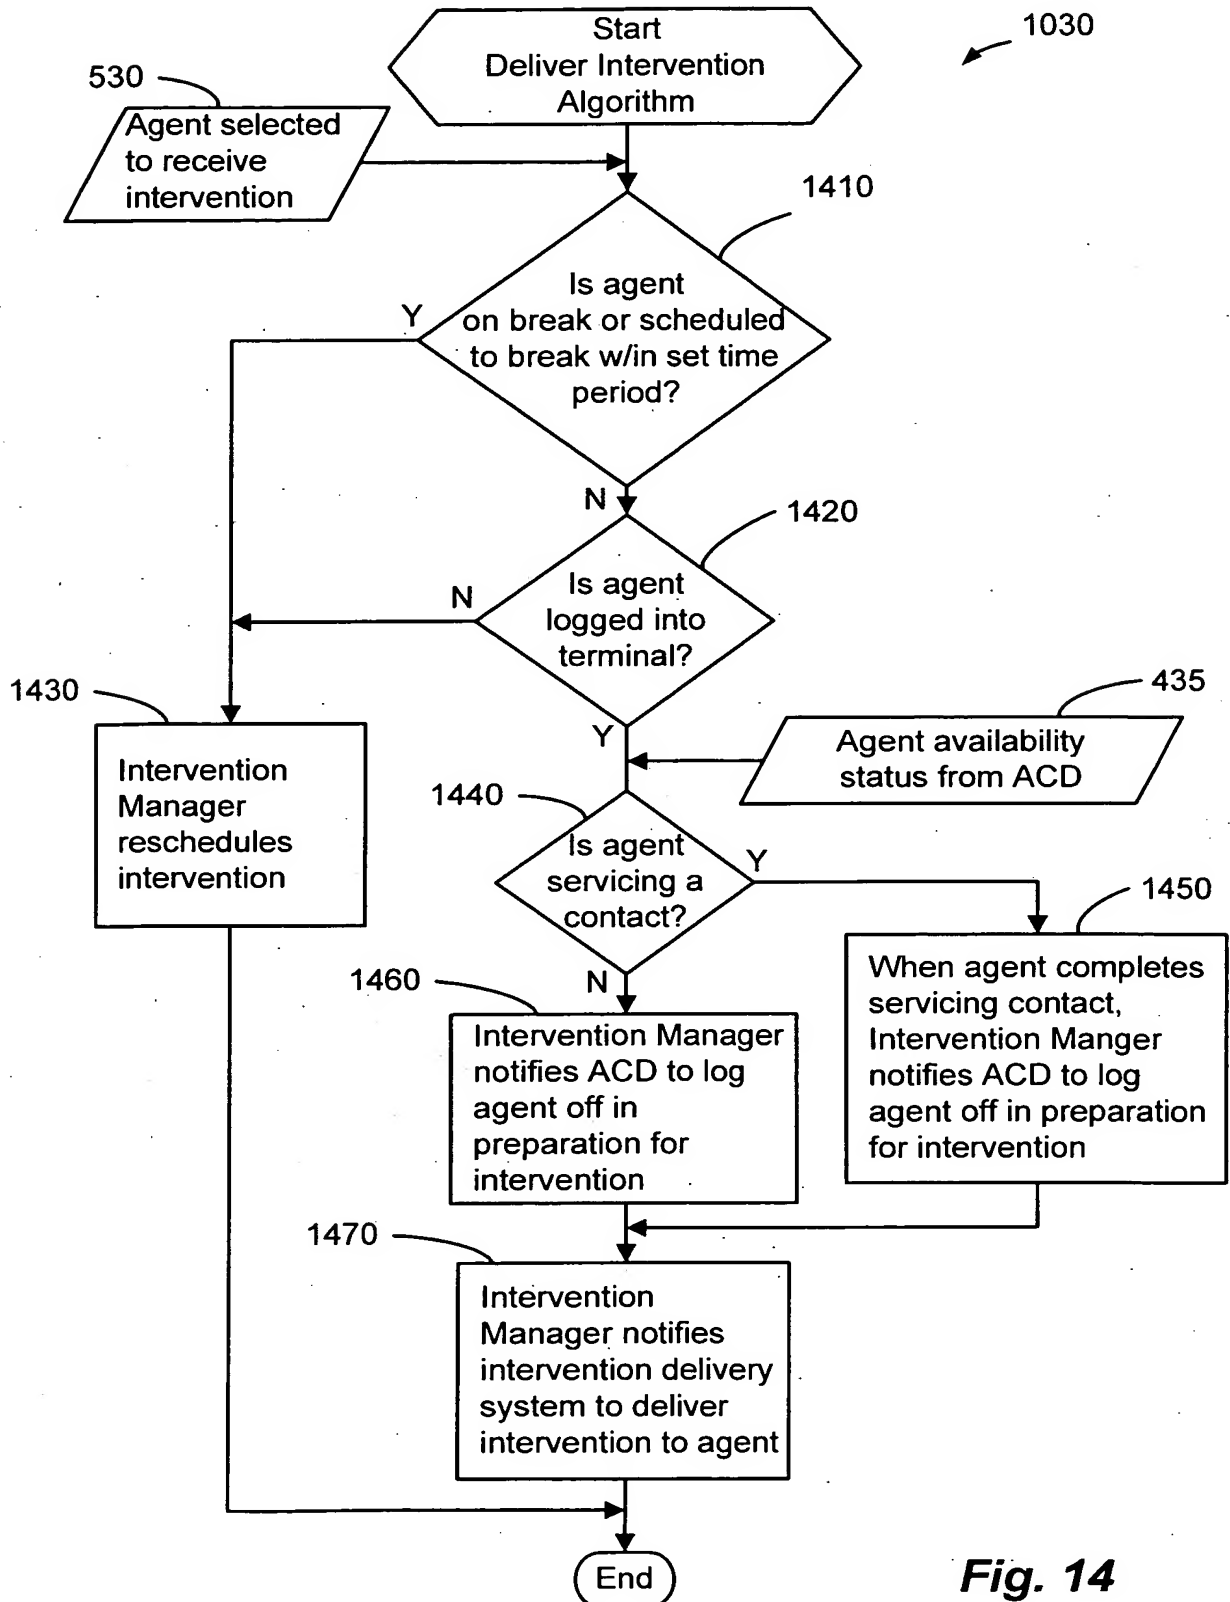 Start
Deliver Intervention
Algorithm
1030
530
Agent selected
to receive
intervention
1410
Is agent
on break or scheduled
to break w/in set time
period?
Y
N
1420
Is agent
logged into
terminal?
N
Y
1430
Intervention
Manager
reschedules
intervention
435
Agent availability
status from ACD
1440
Is agent
servicing a
contact?
Y
N
1450
When agent completes
servicing contact,
Intervention Manger
notifies ACD to log
agent off in preparation
for intervention
1460
Intervention Manager
notifies ACD to log
agent off in
preparation for
intervention
1470
Intervention
Manager notifies
intervention delivery
system to deliver
intervention to agent
End
Fig. 14